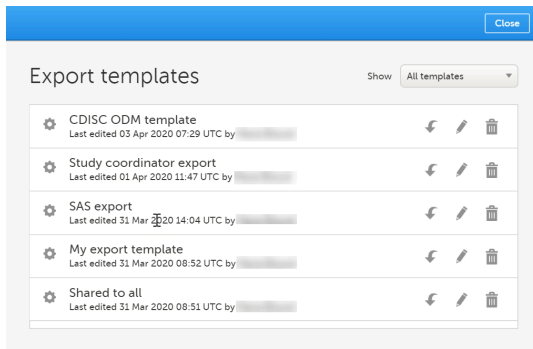 Close
Export templates
Show All templates
CDISC ODM template
Last edited 03 Apr 2020 07:29 UTC by
Study coordinator export
Last edited 01 Apr 2020 11:47 UTC by
SAS export
Last edited 31 Mar 2020 14:04 UTC by
My export template
Last edited 31 Mar 2020 08:52 UTC by
Shared to all
Last edited 31 Mar 2020 08:51 UTC by